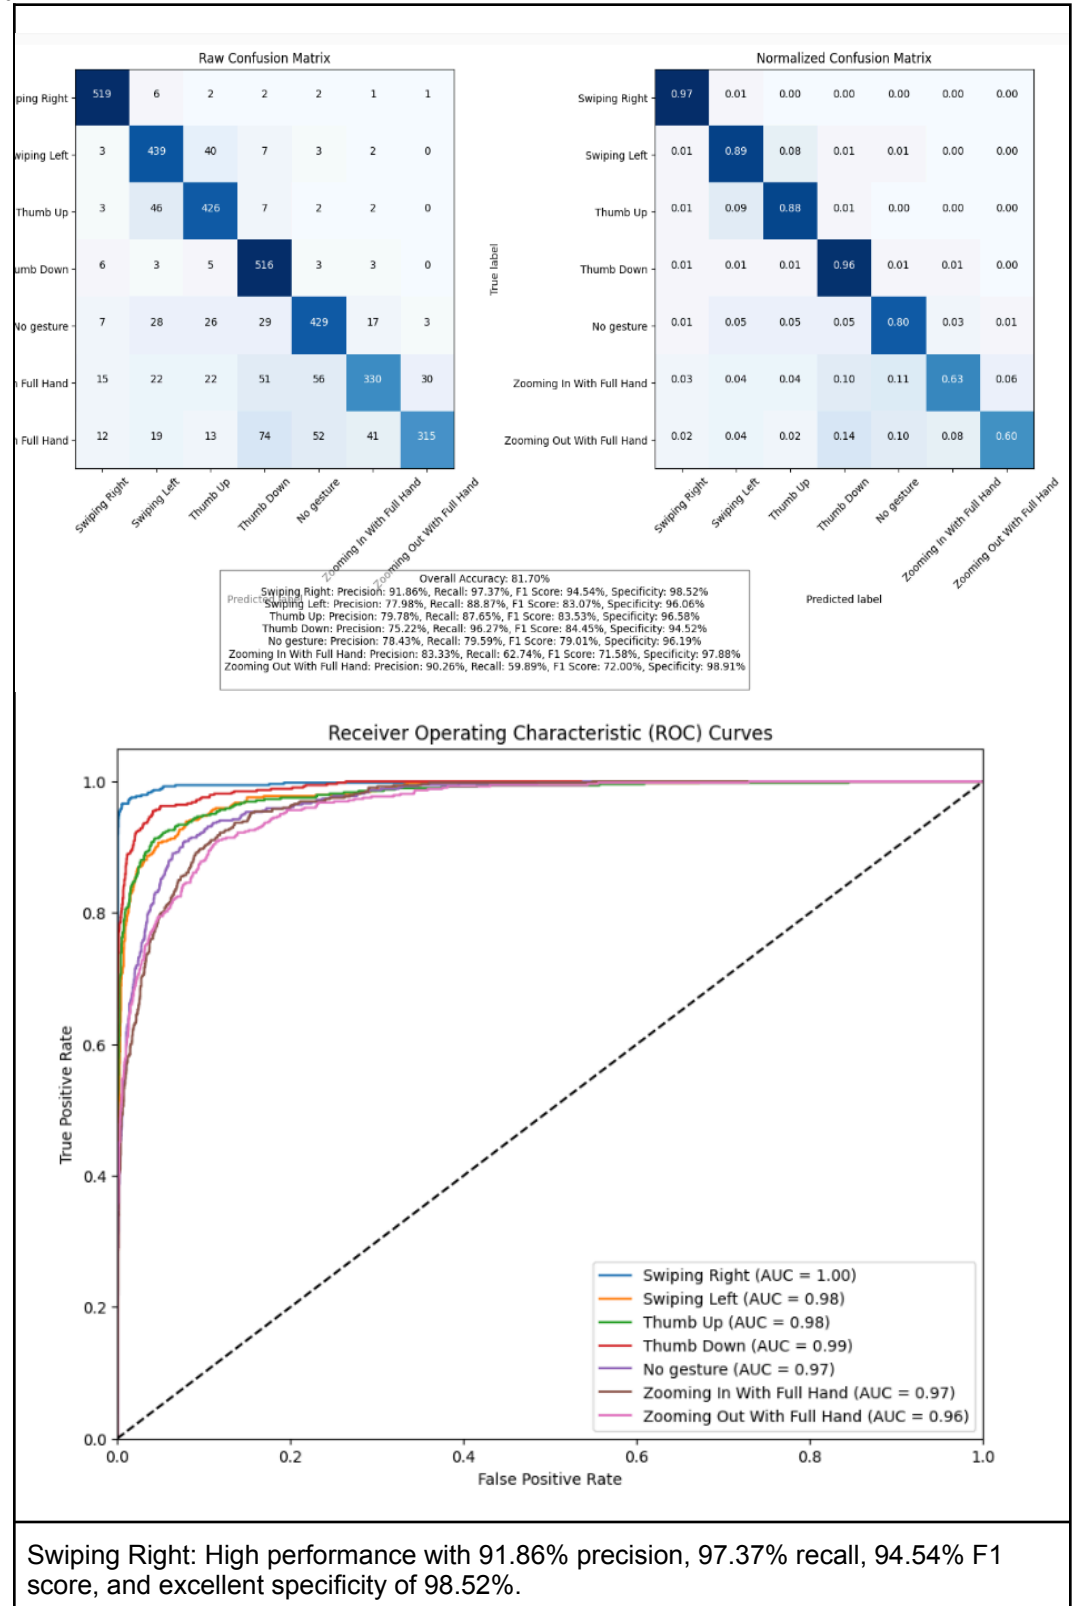 Raw Confusion Matrix
ping Right 519 6 2 2 2 1 1
wiping Left 3 439 40 7 3 2 0
Thumb Up 3 46 426 7 2 2 0
umb Down 6 3 5 516 3 3 0
No gesture 7 28 26 29 429 17 3
n Full Hand 15 22 22 51 56 330 30
n Full Hand 12 19 13 74 52 41 315
Swiping Right
Swiping Left
Thumb Up
Thumb Down
No gesture
Zooming In With Full Hand
Zooming Out With Full Hand
Predicted label
Normalized Confusion Matrix
True label
Swiping Right 0.97 0.01 0.00 0.00 0.00 0.00 0.00
Swiping Left 0.01 0.89 0.08 0.01 0.01 0.00 0.00
Thumb Up 0.01 0.09 0.88 0.01 0.00 0.00 0.00
Thumb Down 0.01 0.01 0.01 0.96 0.01 0.01 0.00
No gesture 0.01 0.05 0.05 0.05 0.80 0.03 0.01
Zooming In With Full Hand 0.03 0.04 0.04 0.10 0.11 0.63 0.06
Zooming Out With Full Hand 0.02 0.04 0.02 0.14 0.10 0.08 0.60
Swiping Right
Swiping Left
Thumb Up
Thumb Down
No gesture
Zooming In With Full Hand
Zooming Out With Full Hand
Predicted label
Overall Accuracy: 81.70%
Swiping Right: Precision: 91.86%, Recall: 97.37%, F1 Score: 94.54%, Specificity: 98.52%
Swiping Left: Precision: 77.98%, Recall: 88.87%, F1 Score: 83.07%, Specificity: 96.06%
Thumb Up: Precision: 79.78%, Recall: 87.65%, F1 Score: 83.53%, Specificity: 96.58%
Thumb Down: Precision: 75.22%, Recall: 96.27%, F1 Score: 84.45%, Specificity: 94.52%
No gesture: Precision: 78.43%, Recall: 79.59%, F1 Score: 79.01%, Specificity: 96.19%
Zooming In With Full Hand: Precision: 83.33%, Recall: 62.74%, F1 Score: 71.58%, Specificity: 97.88%
Zooming Out With Full Hand: Precision: 90.26%, Recall: 59.89%, F1 Score: 72.00%, Specificity: 98.91%
Receiver Operating Characteristic (ROC) Curves
True Positive Rate
1.0
0.8
0.6
0.4
0.2
0.0
0.0 0.2 0.4 0.6 0.8 1.0
False Positive Rate
Swiping Right (AUC = 1.00)
Swiping Left (AUC = 0.98)
Thumb Up (AUC = 0.98)
Thumb Down (AUC = 0.99)
No gesture (AUC = 0.97)
Zooming In With Full Hand (AUC = 0.97)
Zooming Out With Full Hand (AUC = 0.96)
Swiping Right: High performance with 91.86% precision, 97.37% recall, 94.54% F1
score, and excellent specificity of 98.52%.